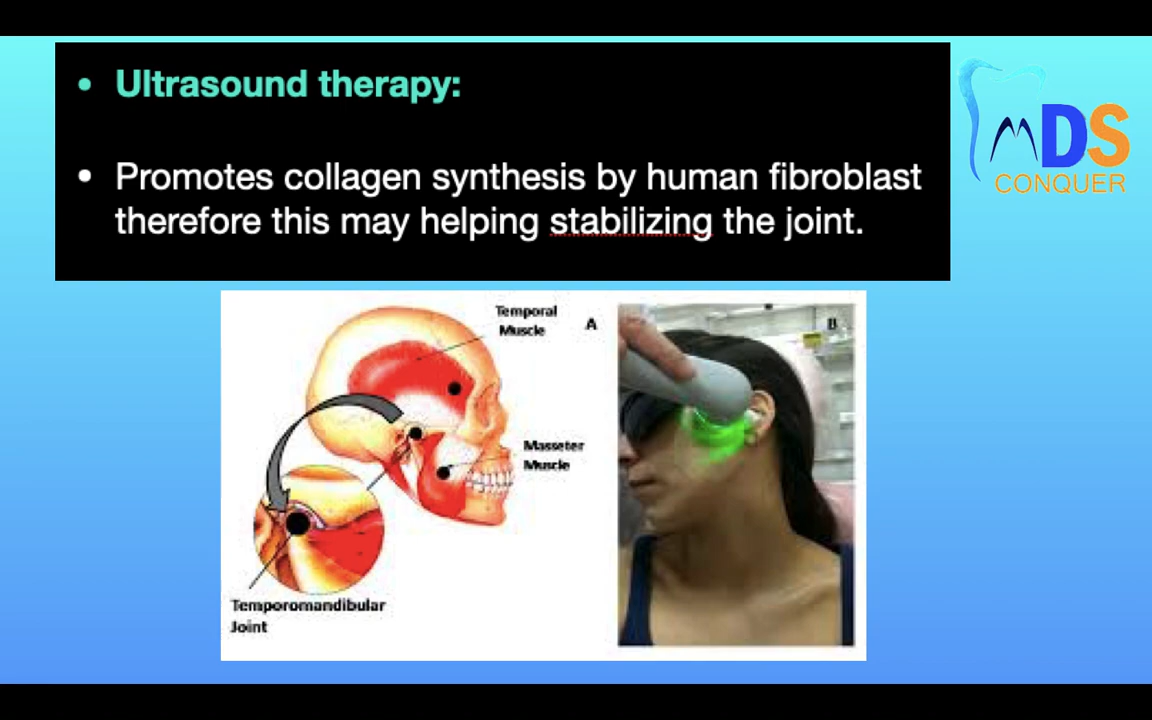 • Ultrasound therapy:
• Promotes collagen synthesis by human fibroblast
therefore this may helping stabilizing the joint.
MDS
CONQUER
Temporal
Muscle
A
B
Masseter
Muscle
Temporomandibular
Joint